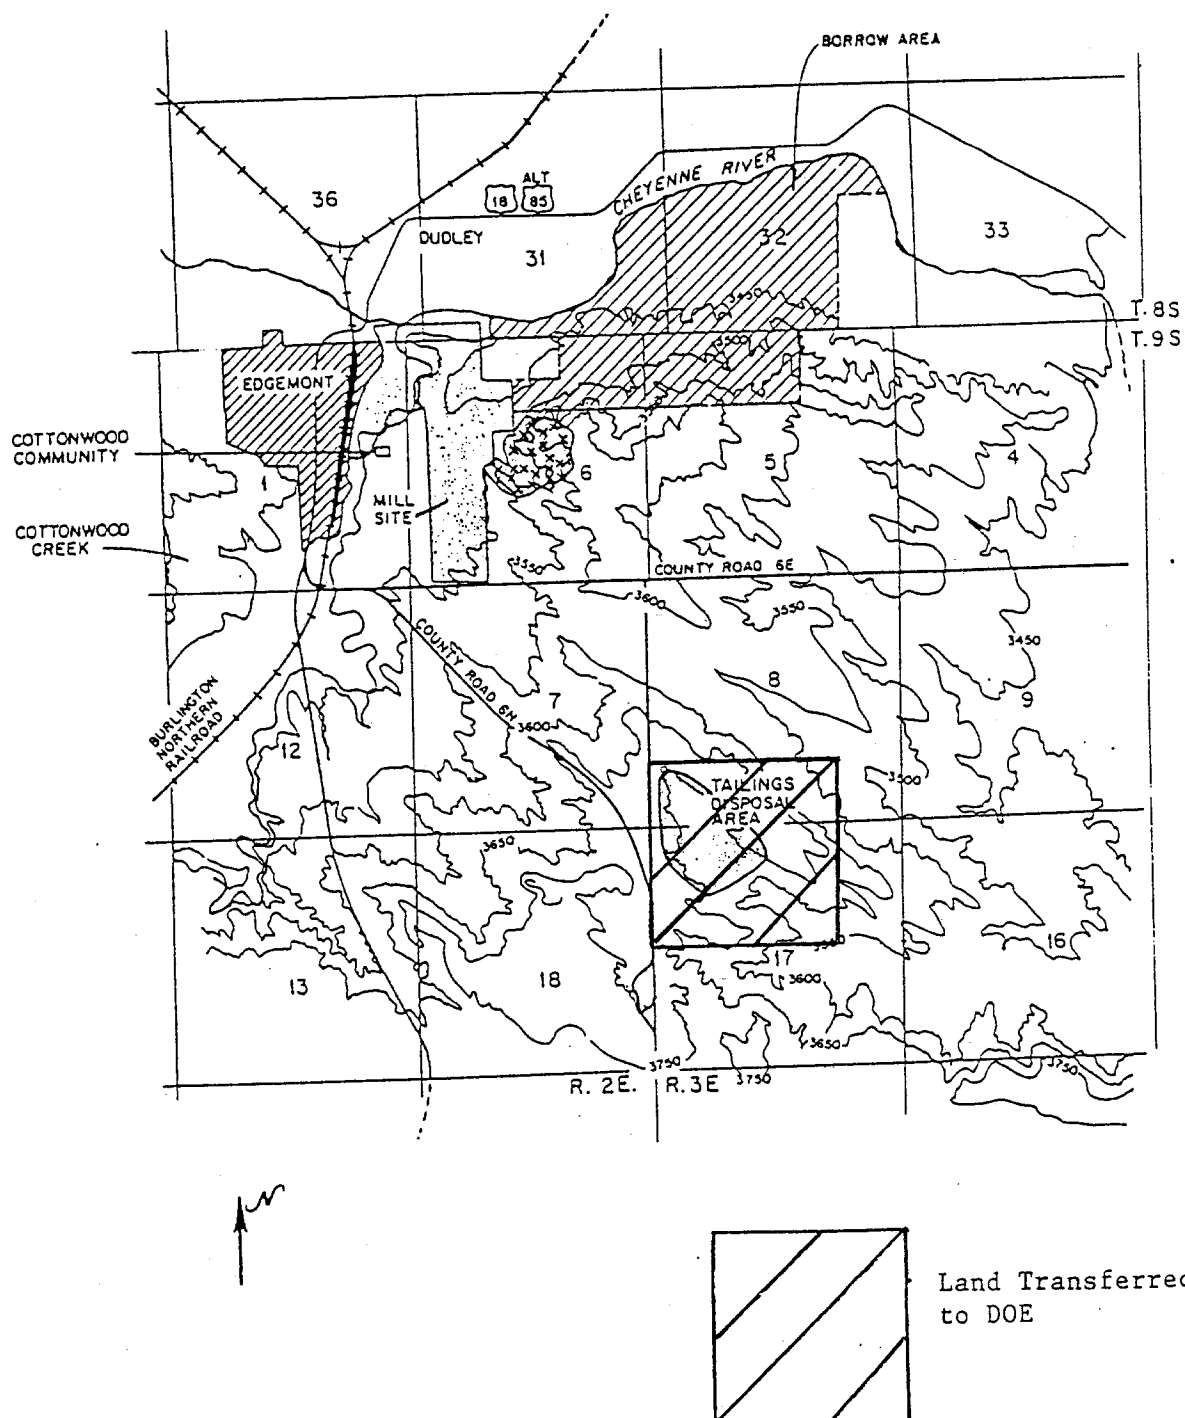 BORROW AREA
CHEYENNE RIVER
ALT
18 85
36
DUDLEY
31
32
33
3450
T.8S
T.9S
3500
EDGEMONT
COTTONWOOD
COMMUNITY
1
6
5
4
MILL
SITE
COTTONWOOD
CREEK
3550
COUNTY ROAD 6E
3600
3550
3450
COUNTY ROAD 6H
7
8
9
3600
BURLINGTON
NORTHERN
RAILROAD
12
3500
TAILINGS
DISPOSAL
AREA
3650
16
17
3600
13
18
3650
3750
3750
3750
R. 2E. R.3E
N
Land Transferred
to DOE